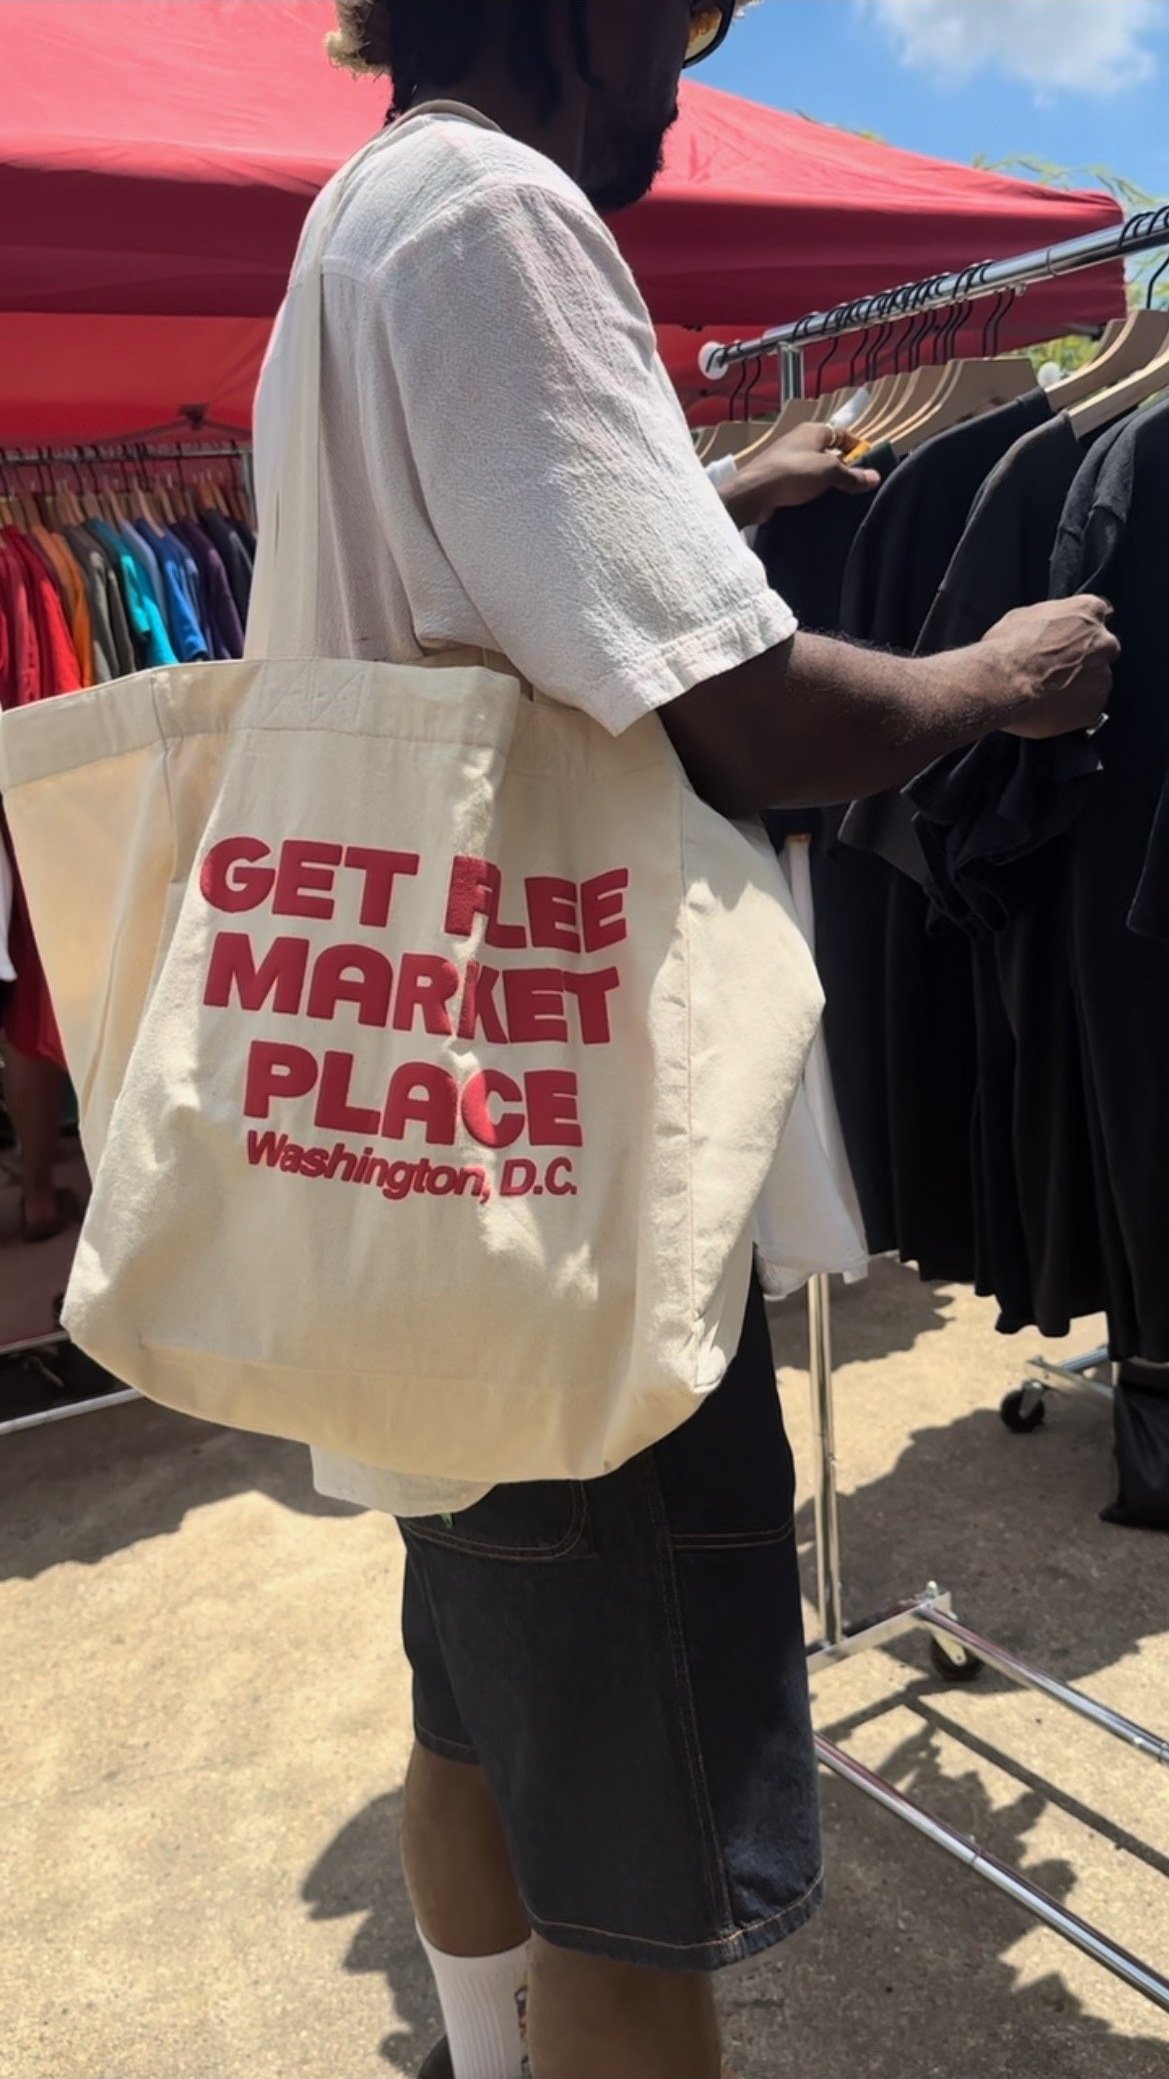 GET FLEE
MARKET
PLACE
Washington, D.C.